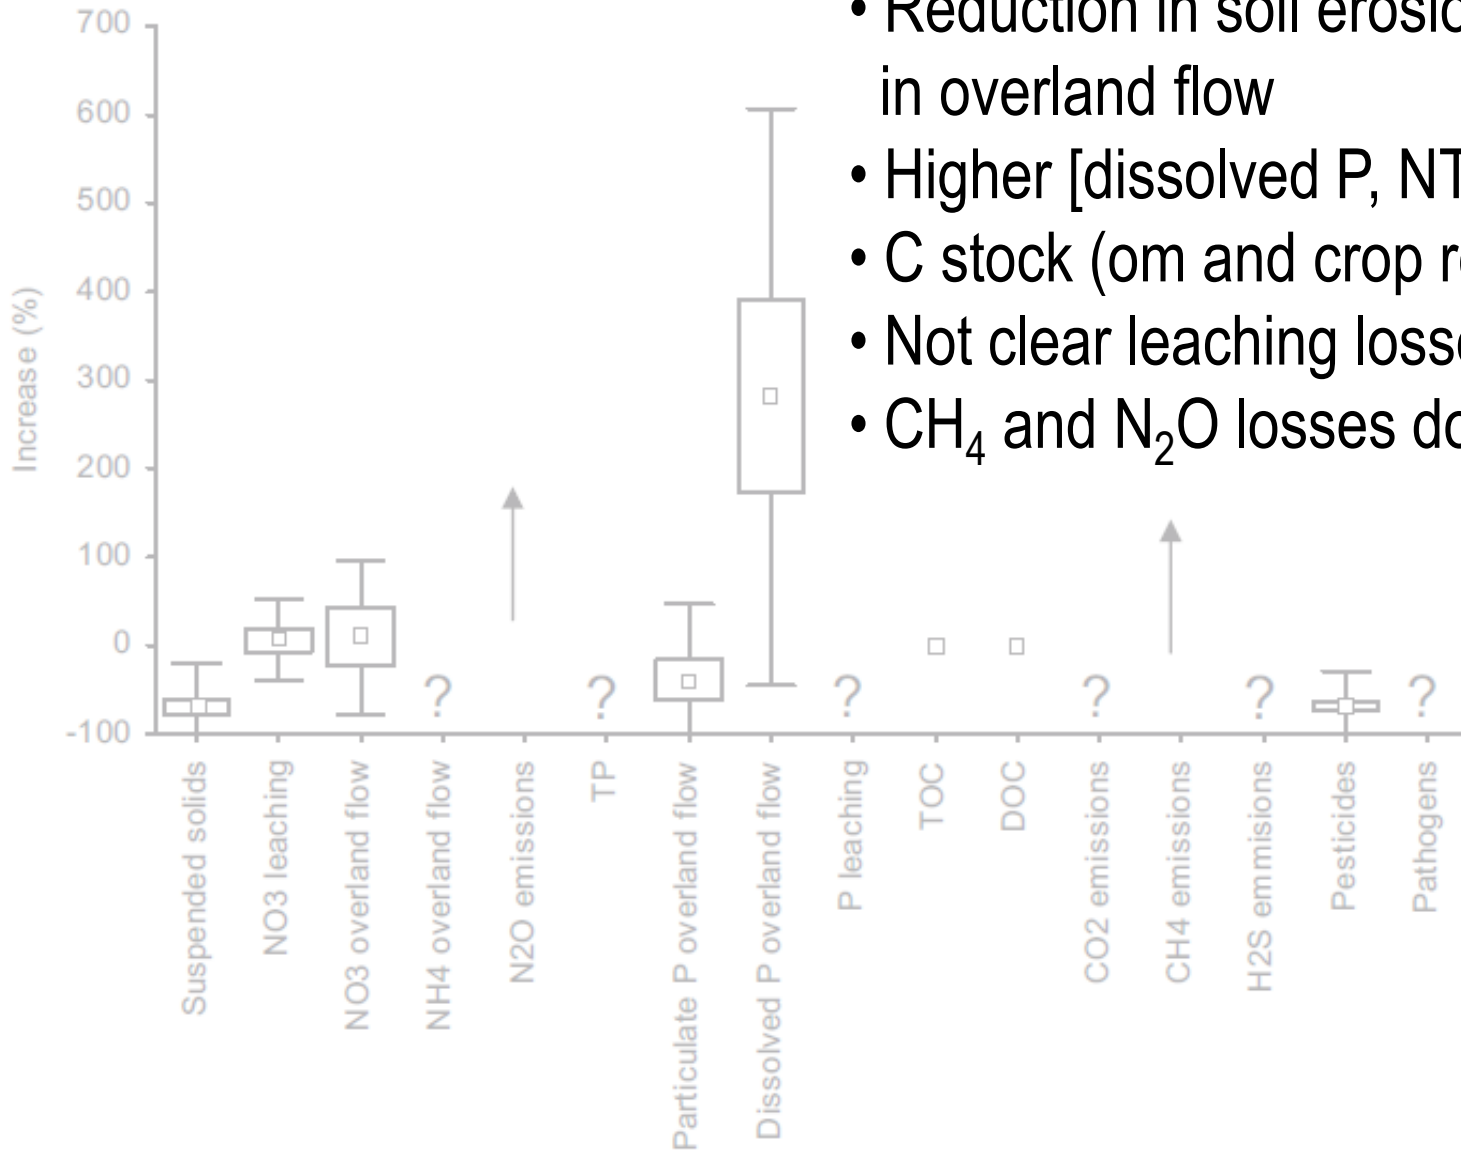 • Reduction in soil erosio
in overland flow
• Higher [dissolved P, NT
• C stock (om and crop r
• Not clear leaching loss
• CH₄ and N₂O losses do
700
600
500
400
300
200
100
0
-100
Increase (%)
?
?
?
?
?
?
Suspended solids
NO3 leaching
NO3 overland flow
NH4 overland flow
N2O emissions
TP
Particulate P overland flow
Dissolved P overland flow
P leaching
TOC
DOC
CO2 emissions
CH4 emissions
H2S emmisions
Pesticides
Pathogens